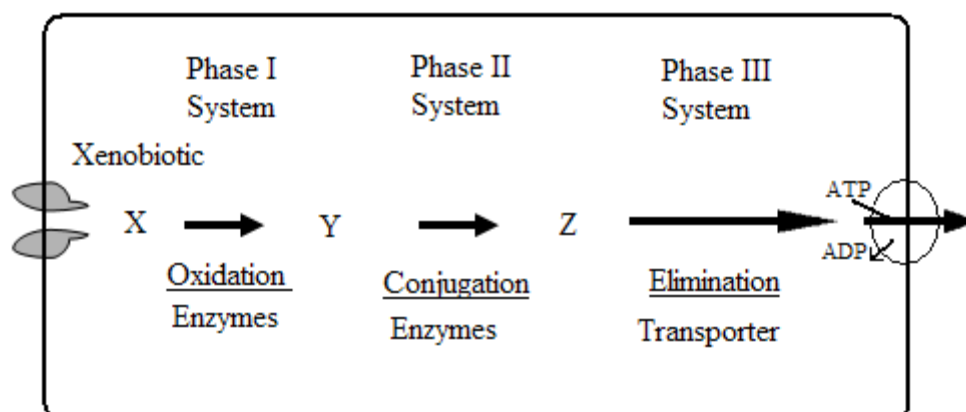 Phase I
System
Phase II
System
Phase III
System
Xenobiotic
X
Y
Z
ATP
ADP
Oxidation
Enzymes
Conjugation
Enzymes
Elimination
Transporter